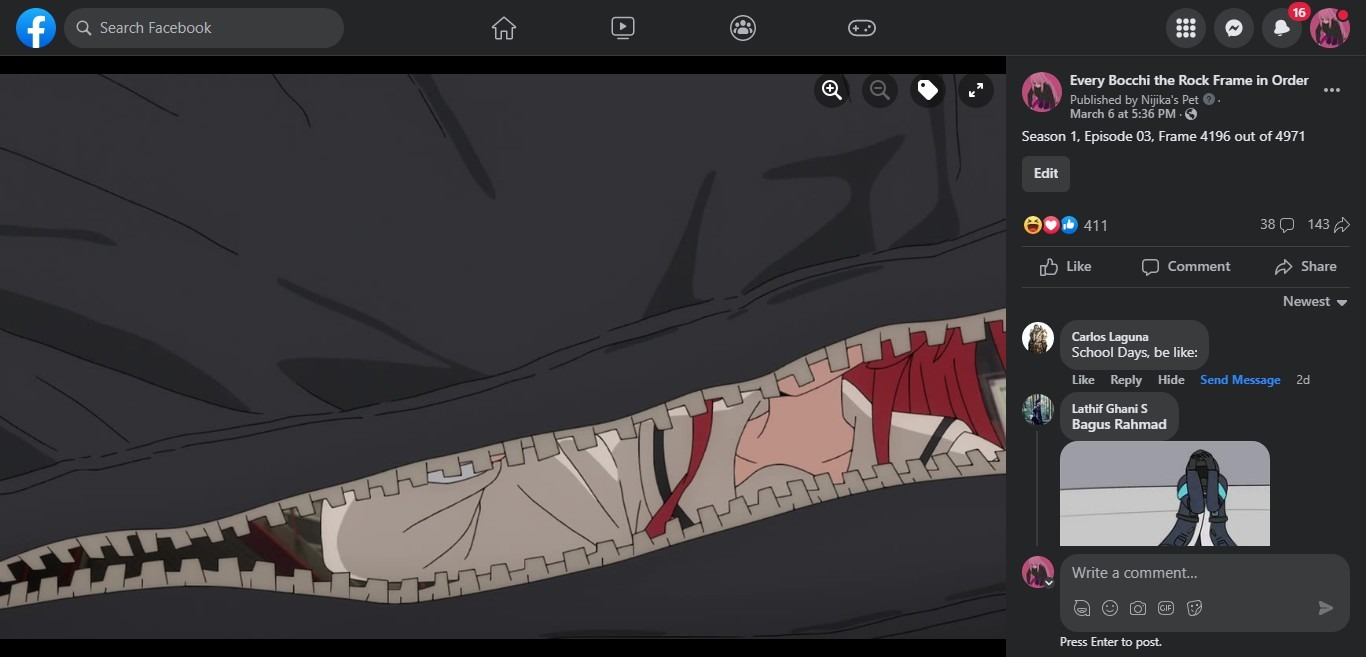 Search Facebook
16
Every Bocchi the Rock Frame in Order
Published by Nijika's Pet ·
March 6 at 5:36 PM ·
Season 1, Episode 03, Frame 4196 out of 4971
Edit
411
38
143
Like
Comment
Share
Newest
Carlos Laguna
School Days, be like:
Like Reply Hide Send Message 2d
Lathif Ghani S
Bagus Rahmad
Write a comment...
GIF
Press Enter to post.